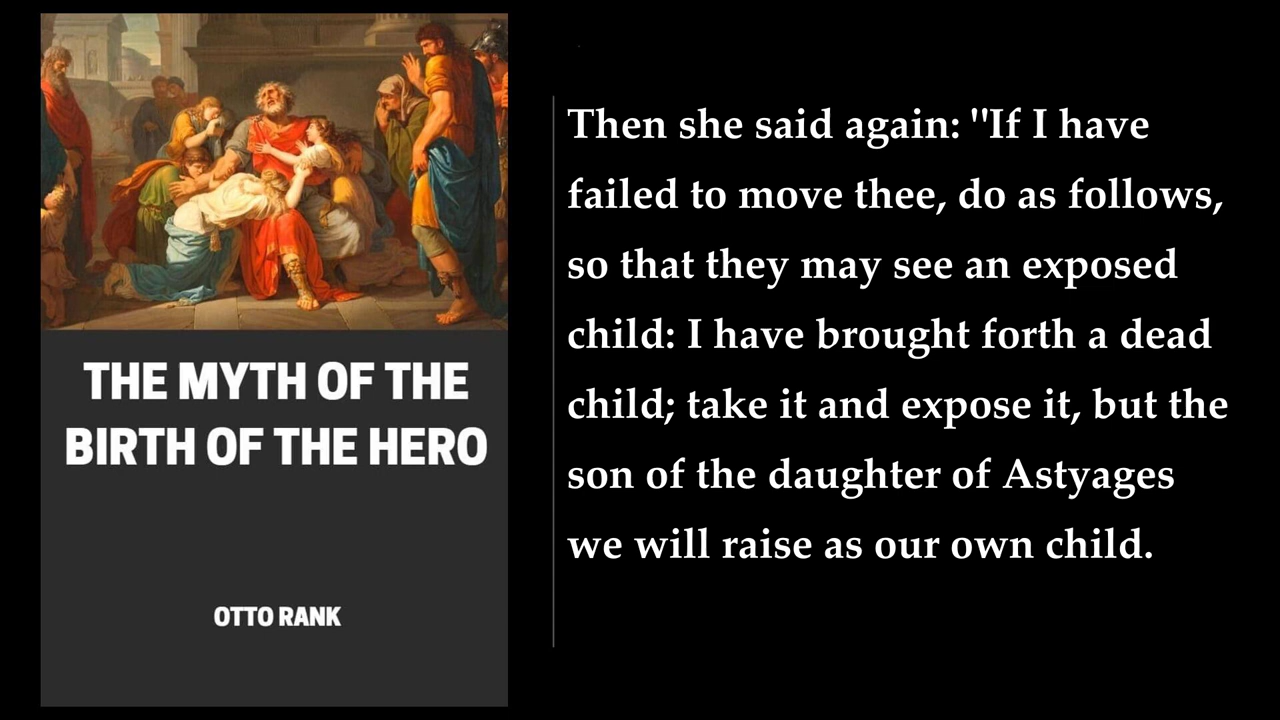 THE MYTH OF THE
BIRTH OF THE HERO
OTTO RANK
Then she said again: "If I have
failed to move thee, do as follows,
so that they may see an exposed
child: I have brought forth a dead
child; take it and expose it, but the
son of the daughter of Astyages
we will raise as our own child.